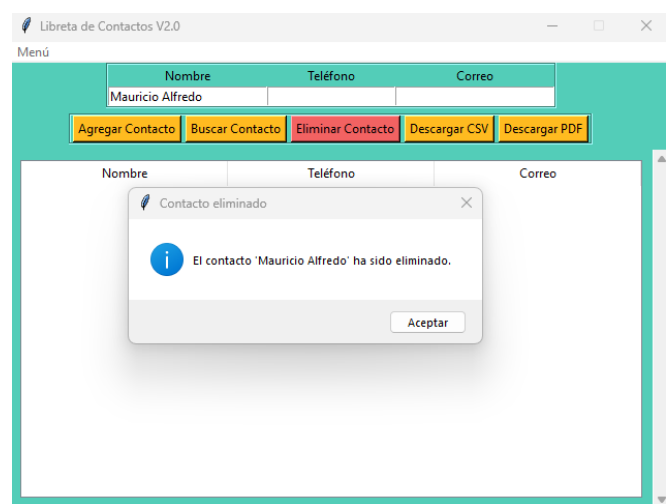 Libreta de Contactos V2.0
Menú
Nombre Teléfono Correo
Mauricio Alfredo
Agregar Contacto Buscar Contacto Eliminar Contacto Descargar CSV Descargar PDF
Nombre Teléfono Correo
Contacto eliminado
El contacto 'Mauricio Alfredo' ha sido eliminado.
Aceptar